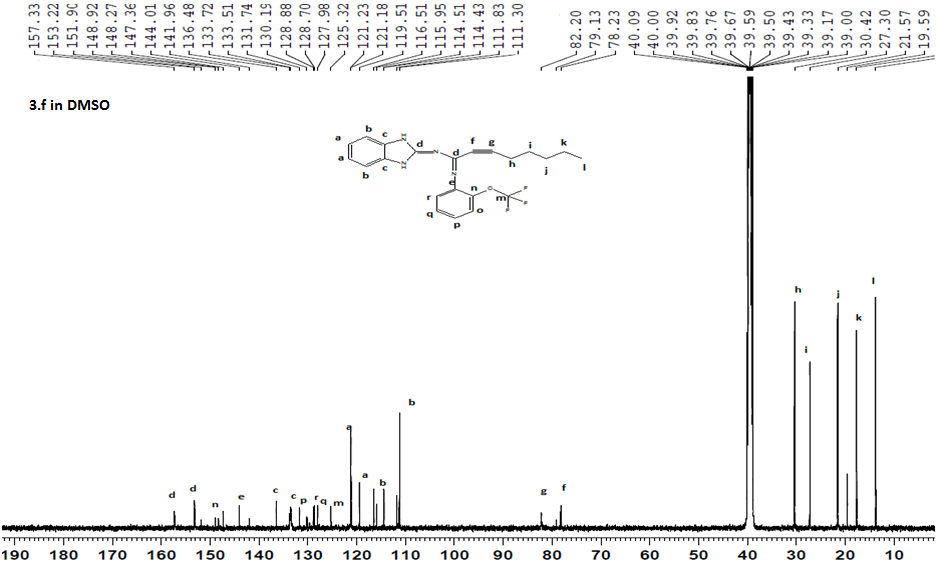 157.33 153.22 151.90 148.92 148.27 147.36 144.01 141.96 136.48 133.72 133.51 131.74 130.19 128.88 128.70 127.98 125.32 121.23 121.18 119.51 116.51 115.95 114.51 114.43 111.83 111.30 82.20 79.13 78.23 40.09 40.00 39.92 39.83 39.76 39.67 39.59 39.50 39.43 39.33 39.17 39.00 30.42 27.30 21.57 19.59
3.f in DMSO
a b c H N d N d f g h i j k l
a b c N H
N e
r q p o n O m F F F
h i j k l
a a b b c c d d e n p r q m g f
190 180 170 160 150 140 130 120 110 100 90 80 70 60 50 40 30 20 10